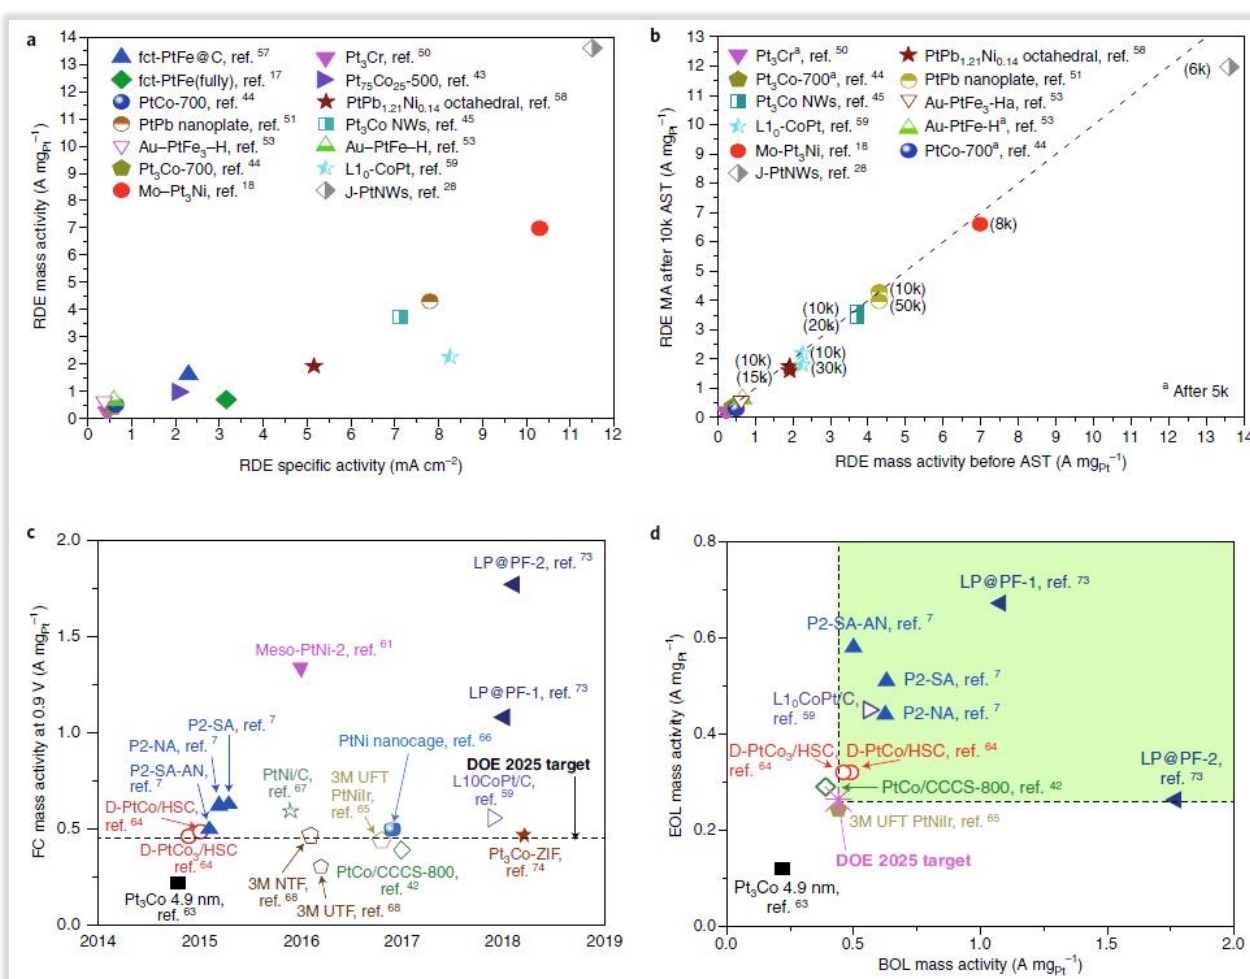 a
14
13
12
11
10
9
8
7
6
5
4
3
2
1
0
RDE mass activity (A mg_Pt⁻¹)
fct-PtFe@C, ref. ⁵⁷
fct-PtFe(fully), ref. ¹⁷
PtCo-700, ref. ⁴⁴
PtPb nanoplate, ref. ⁵¹
Au–PtFe₃–H, ref. ⁵³
Pt₃Co-700, ref. ⁴⁴
Mo–Pt₃Ni, ref. ¹⁸
Pt₃Cr, ref. ⁵⁰
Pt₇₅Co₂₅-500, ref. ⁴³
PtPb₁.₂₁Ni₀.₁₄ octahedral, ref. ⁵⁸
Pt₃Co NWs, ref. ⁴⁵
Au–PtFe–H, ref. ⁵³
L1₀-CoPt, ref. ⁵⁹
J-PtNWs, ref. ²⁸
0 1 2 3 4 5 6 7 8 9 10 11 12
RDE specific activity (mA cm⁻²)
b
13
12
11
10
9
8
7
6
5
4
3
2
1
0
RDE MA after 10k AST (A mg_Pt⁻¹)
Pt₃Crᵃ, ref. ⁵⁰
Pt₃Co-700ᵃ, ref. ⁴⁴
Pt₃Co NWs, ref. ⁴⁵
L1₀-CoPt, ref. ⁵⁹
Mo-Pt₃Ni, ref. ¹⁸
J-PtNWs, ref. ²⁸
PtPb₁.₂₁Ni₀.₁₄ octahedral, ref. ⁵⁸
PtPb nanoplate, ref. ⁵¹
Au-PtFe₃-Ha, ref. ⁵³
Au-PtFe-Hᵃ, ref. ⁵³
PtCo-700ᵃ, ref. ⁴⁴
(6k)
(8k)
(10k)
(50k)
(10k)
(20k)
(10k)
(30k)
(10k)
(15k)
ᵃ After 5k
0 1 2 3 4 5 6 7 8 9 10 11 12 13 14
RDE mass activity before AST (A mg_Pt⁻¹)
c
2.0
1.5
1.0
0.5
0.0
FC mass activity at 0.9 V (A mg_Pt⁻¹)
LP@PF-2, ref. ⁷³
Meso-PtNi-2, ref. ⁶¹
LP@PF-1, ref. ⁷³
P2-SA, ref. ⁷
P2-NA, ref. ⁷
P2-SA-AN,
ref. ⁷
PtNi nanocage, ref. ⁶⁶
DOE 2025 target
PtNi/C,
ref. ⁶⁷
3M UFT
PtNiIr,
ref. ⁶⁵
L10CoPt/C,
ref. ⁵⁹
D-PtCo/HSC,
ref. ⁶⁴
D-PtCo₃/HSC
ref. ⁶⁴
Pt₃Co 4.9 nm,
ref. ⁶³
3M NTF,
ref. ⁶⁸
3M UTF, ref. ⁶⁸
PtCo/CCCS-800,
ref. ⁴²
Pt₃Co-ZIF,
ref. ⁷⁴
2014 2015 2016 2017 2018 2019
d
0.8
0.6
0.4
0.2
0.0
EOL mass activity (A mg_Pt⁻¹)
LP@PF-1, ref. ⁷³
P2-SA-AN, ref. ⁷
P2-SA, ref. ⁷
P2-NA, ref. ⁷
L1₀CoPt/C,
ref. ⁵⁹
D-PtCo₃/HSC,
ref. ⁶⁴
D-PtCo/HSC, ref. ⁶⁴
LP@PF-2,
ref. ⁷³
PtCo/CCCS-800, ref. ⁴²
3M UFT PtNiIr, ref. ⁶⁵
DOE 2025 target
Pt₃Co 4.9 nm,
ref. ⁶³
0.0 0.5 1.0 1.5 2.0
BOL mass activity (A mg_Pt⁻¹)